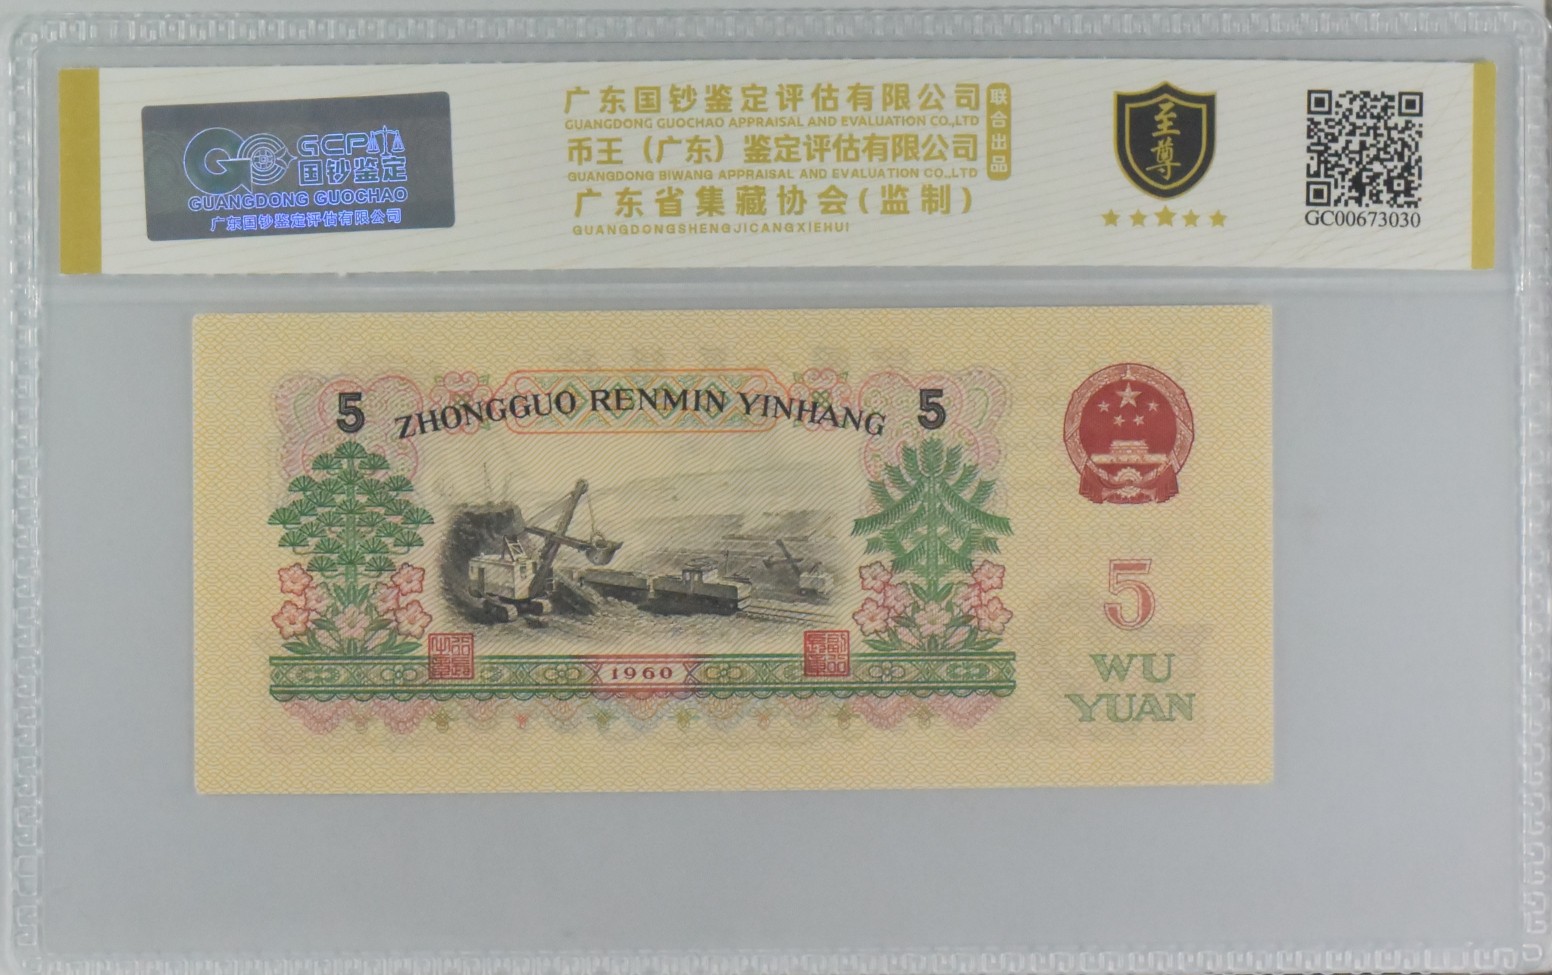 GCP
国钞鉴定
GUANGDONG GUOCHAO
广东国钞鉴定评估有限公司
广东国钞鉴定评估有限公司
GUANGDONG GUOCHAO APPRAISAL AND EVALUATION CO.,LTD
币王（广东）鉴定评估有限公司
GUANGDONG BIWANG APPRAISAL AND EVALUATION CO.,LTD
广东省集藏协会(监制)
GUANGDONGSHENGJICANGXIEHUI
联合出品
至尊
GC00673030
5 ZHONGGUO RENMIN YINHANG 5
1960
5
WU
YUAN